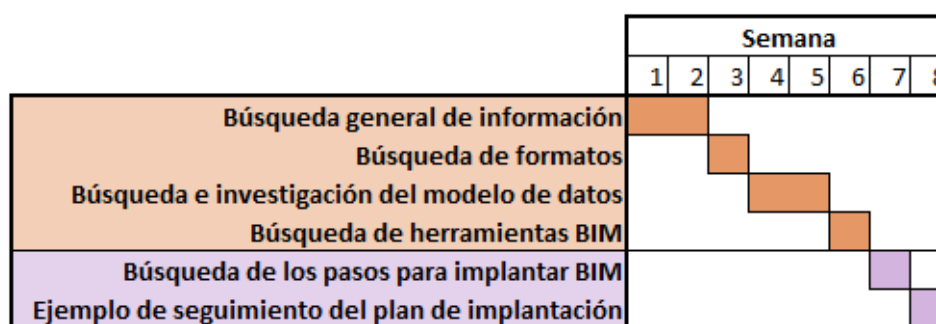 Semana
1 2 3 4 5 6 7 8
Búsqueda general de información
Búsqueda de formatos
Búsqueda e investigación del modelo de datos
Búsqueda de herramientas BIM
Búsqueda de los pasos para implantar BIM
Ejemplo de seguimiento del plan de implantación